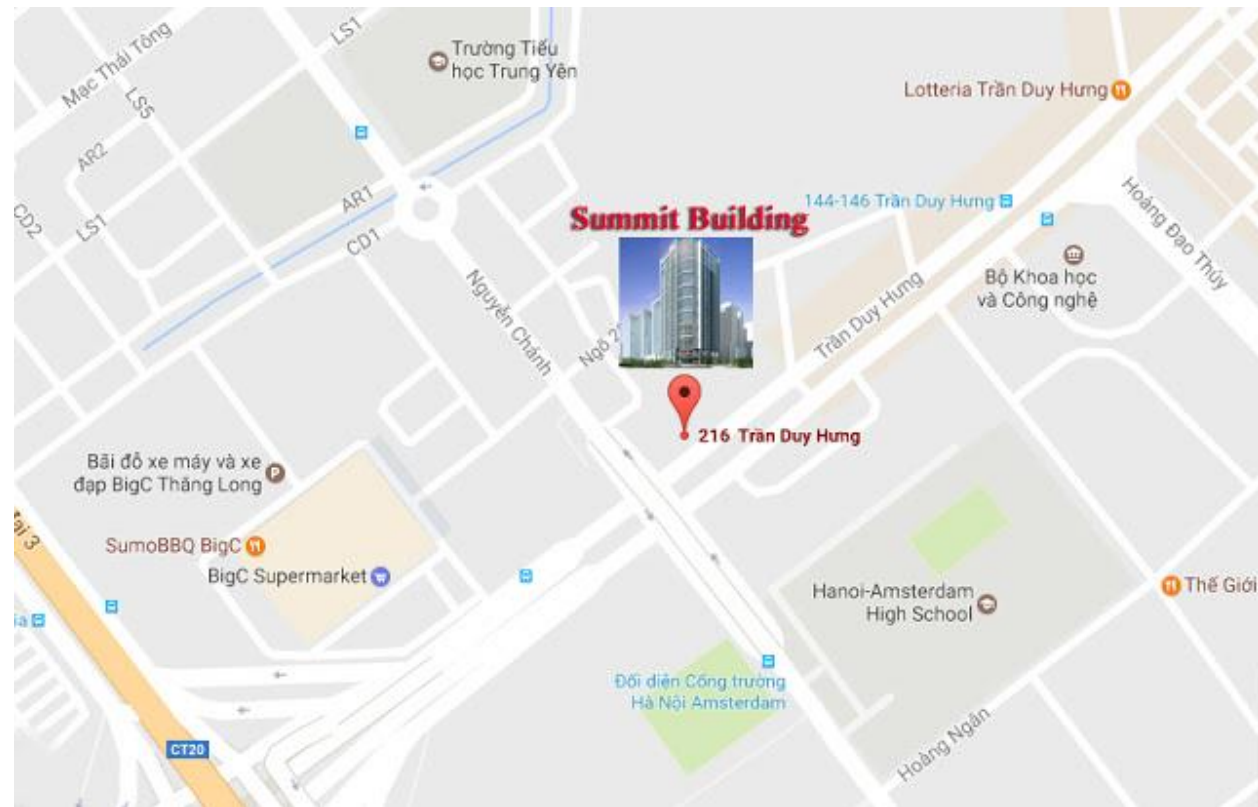 Mạc Thái Tông
LS1
Trường Tiểu
học Trung Yên
LS5
Lotteria Trần Duy Hưng
AR2
AR1
144-146 Trần Duy Hưng
Hoàng Đạo Thúy
CD2
LS1
CD1
Summit Building
Bộ Khoa học
và Công nghệ
Nguyễn Chánh
Ngõ
Trần Duy Hưng
216 Trần Duy Hưng
Bãi đỗ xe máy và xe
đạp BigC Thăng Long
P
SumoBBQ BigC
BigC Supermarket
Hanoi-Amsterdam
High School
Thế Giới
Đối diện Cổng trường
Hà Nội Amsterdam
CT20
Hoàng Ngân